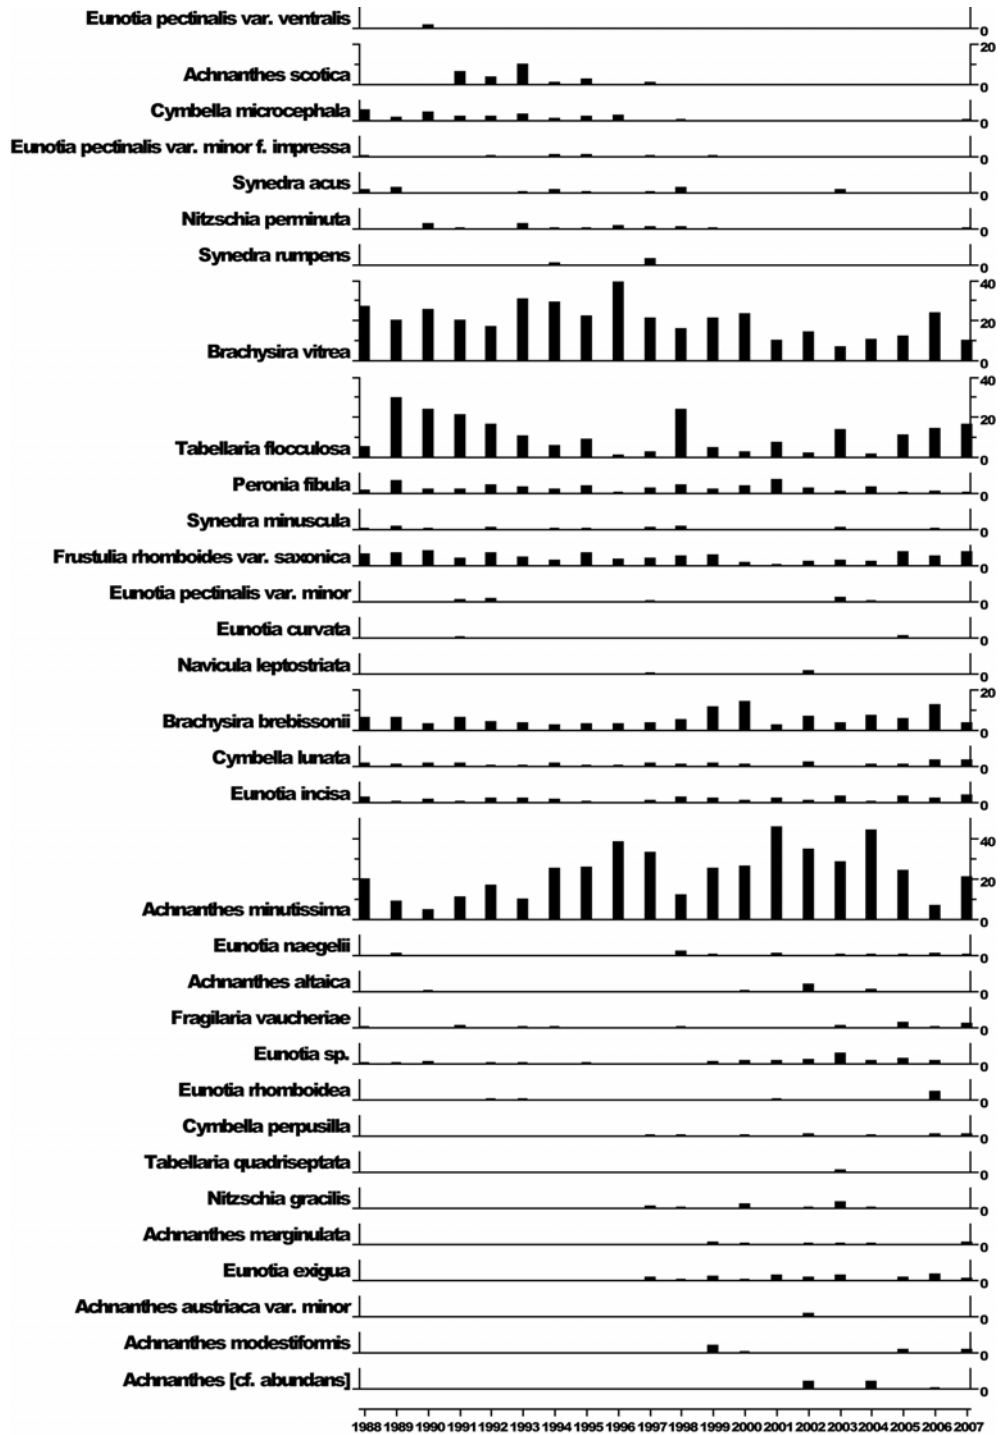 Eunotia pectinalis var. ventralis
0
20
Achnanthes scotica
0
Cymbella microcephala
0
Eunotia pectinalis var. minor f. impressa
0
Synedra acus
0
Nitzschia perminuta
0
Synedra rumpens
0
40
20
Brachysira vitrea
0
40
20
Tabellaria flocculosa
0
Peronia fibula
0
Synedra minuscula
0
Frustulia rhomboides var. saxonica
0
Eunotia pectinalis var. minor
0
Eunotia curvata
0
Navicula leptostriata
0
20
Brachysira brebissonii
0
Cymbella lunata
0
Eunotia incisa
0
40
20
Achnanthes minutissima
0
Eunotia naegelii
0
Achnanthes altaica
0
Fragilaria vaucheriae
0
Eunotia sp.
0
Eunotia rhomboidea
0
Cymbella perpusilla
0
Tabellaria quadriseptata
0
Nitzschia gracilis
0
Achnanthes marginulata
0
Eunotia exigua
0
Achnanthes austriaca var. minor
0
Achnanthes modestiformis
0
Achnanthes [cf. abundans]
0
1988 1989 1990 1991 1992 1993 1994 1995 1996 1997 1998 1999 2000 2001 2002 2003 2004 2005 2006 2007